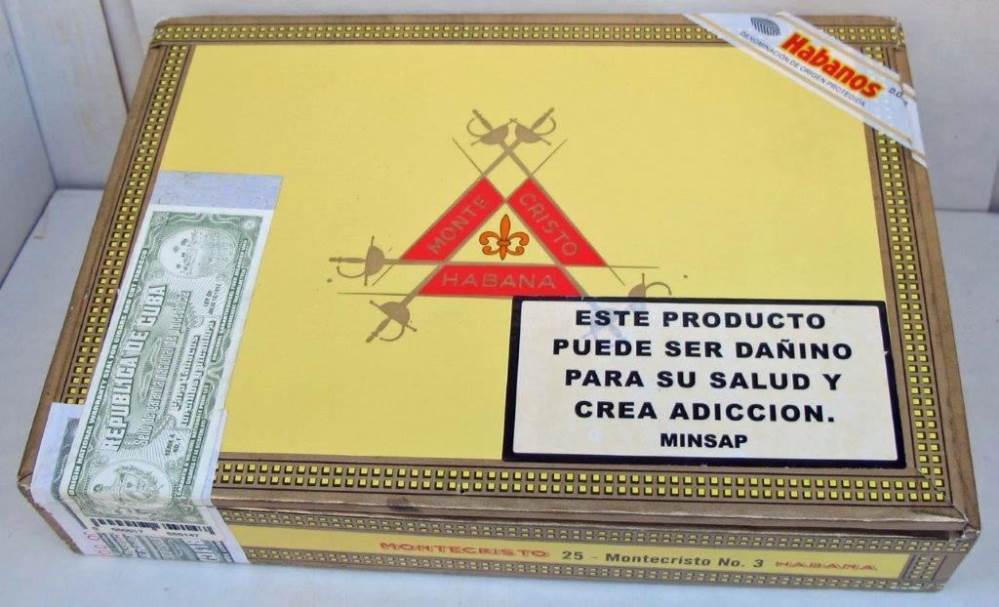 Habanos
DENOMINACIÓN DE ORIGEN PROTEGIDA
D.O.P.
MONTE
CRISTO
HABANA
REPUBLICA DE CUBA
ESTE PRODUCTO
PUEDE SER DAÑINO
PARA SU SALUD Y
CREA ADICCION.
MINSAP
MONTECRISTO 25 - Montecristo No. 3 HABANA